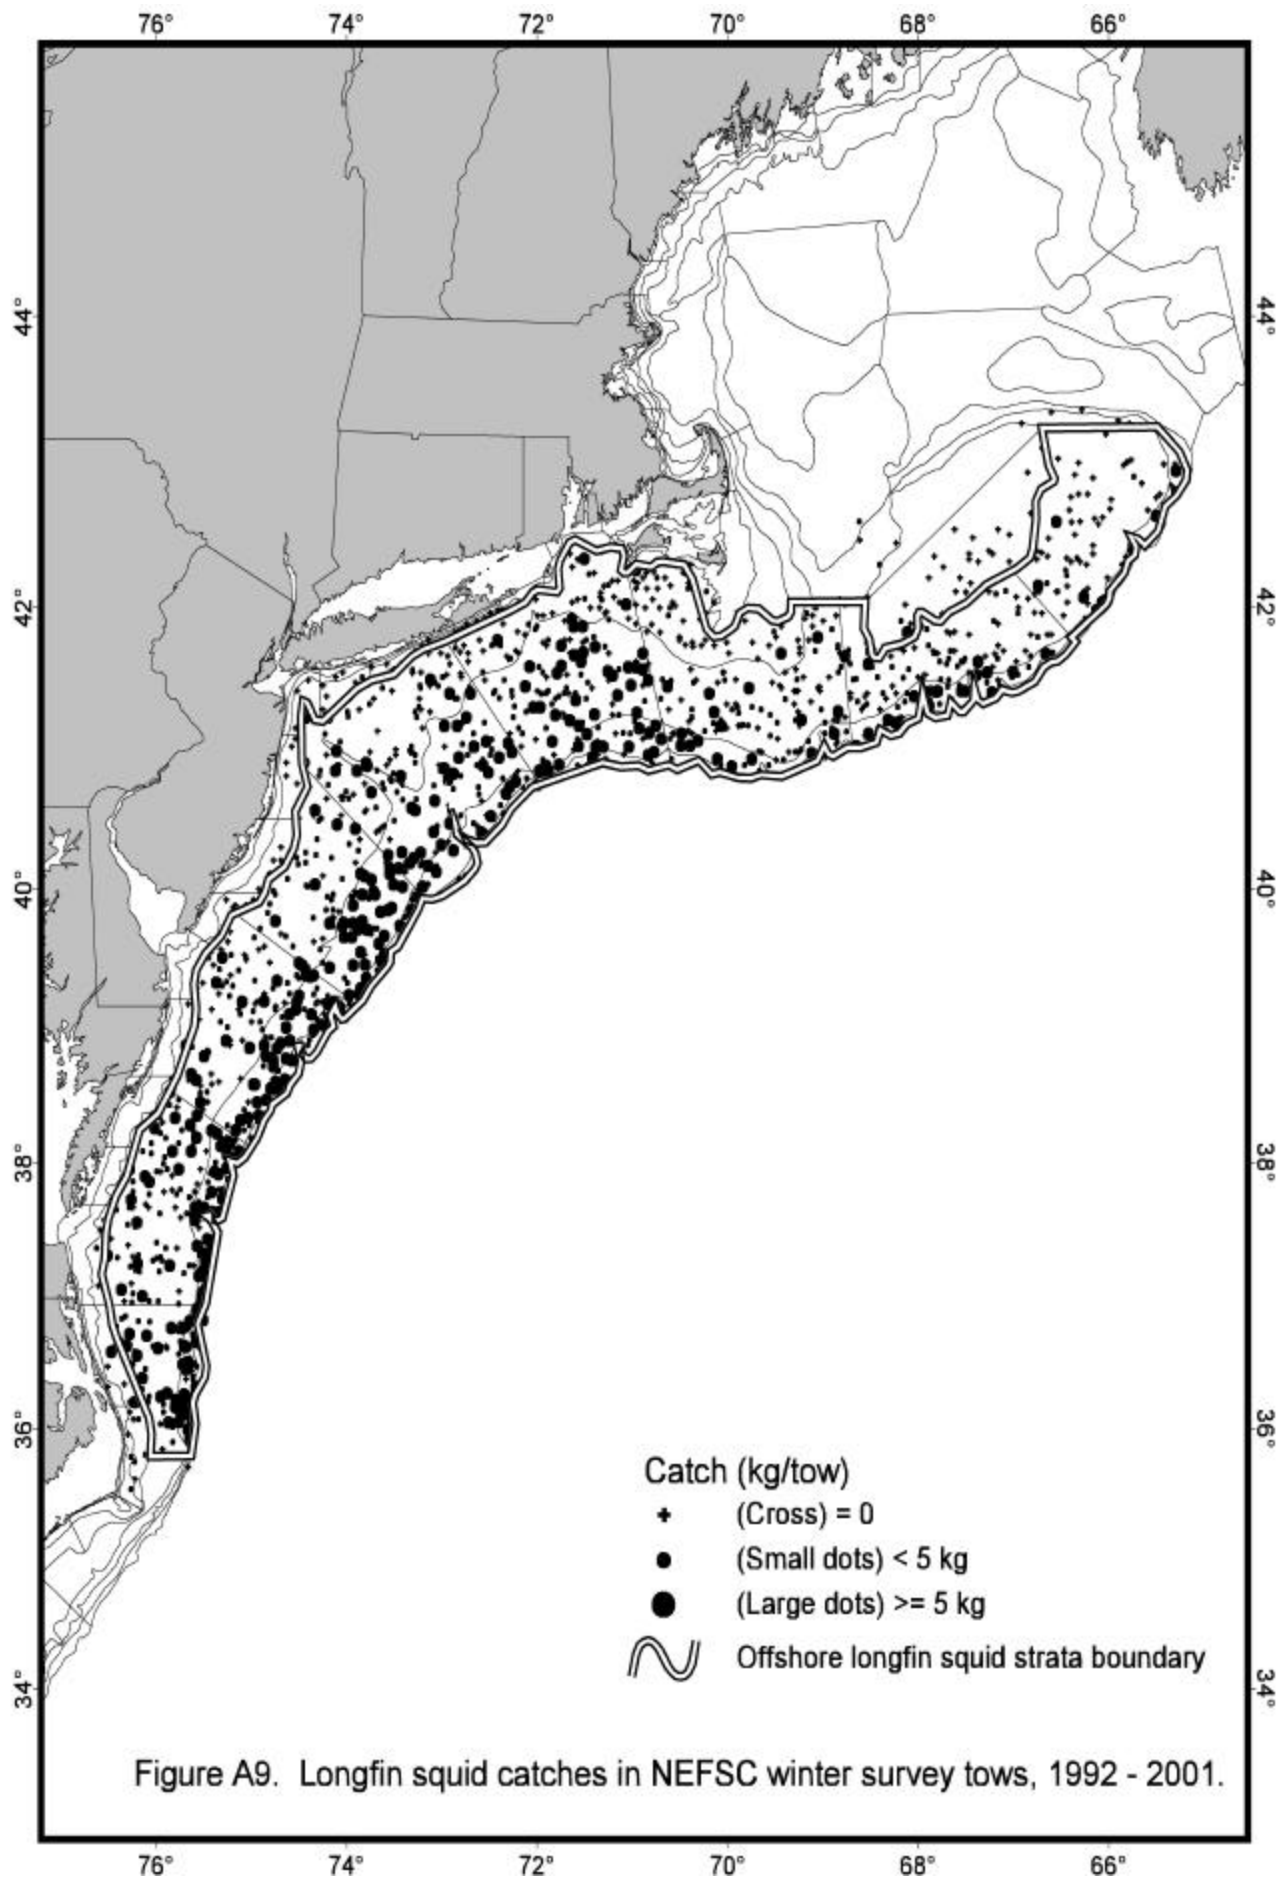 76° 74° 72° 70° 68° 66°
44° 44°
42° 42°
40° 40°
38° 38°
36° 36°
Catch (kg/tow)
(Cross) = 0
(Small dots) < 5 kg
(Large dots) >= 5 kg
Offshore longfin squid strata boundary
34° 34°
Figure A9. Longfin squid catches in NEFSC winter survey tows, 1992 - 2001.
76° 74° 72° 70° 68° 66°